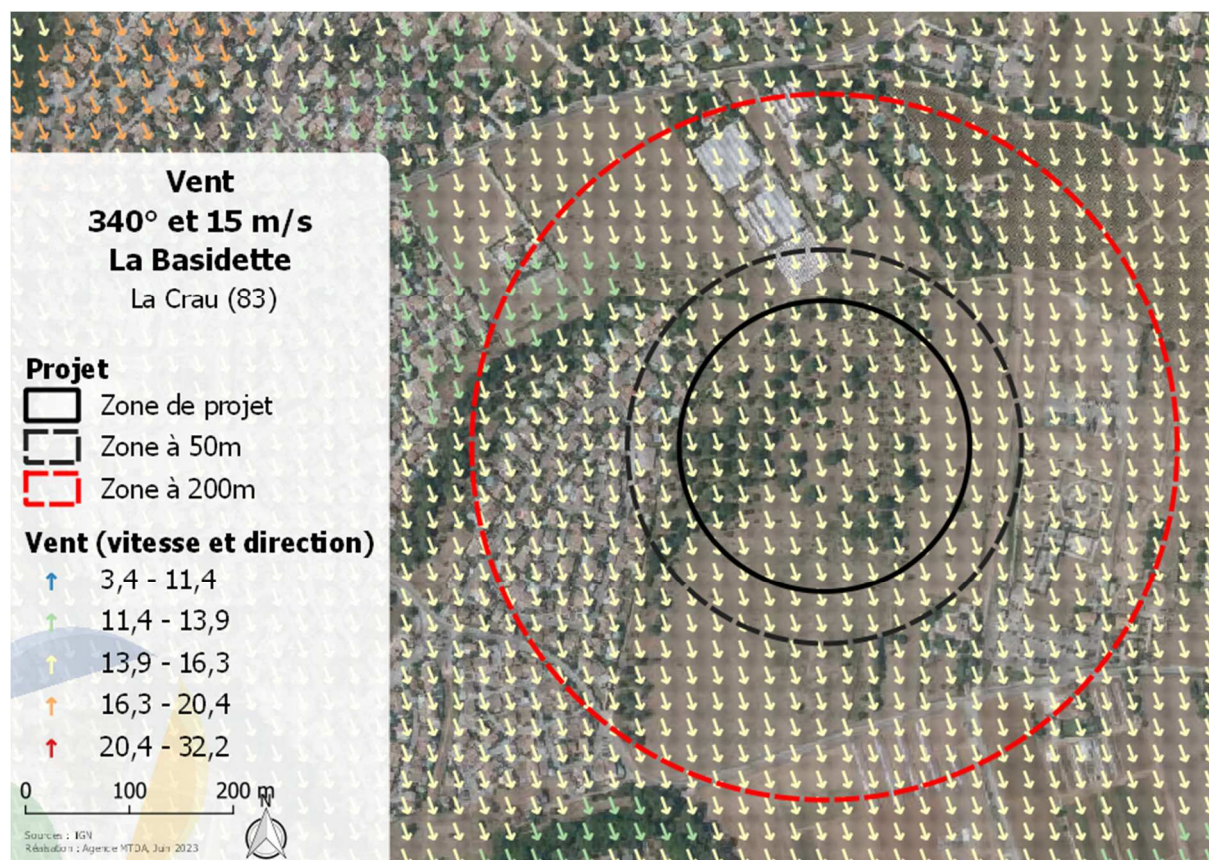 Vent
340° et 15 m/s
La Basidette
La Crau (83)
Projet
Zone de projet
Zone à 50m
Zone à 200m
Vent (vitesse et direction)
3,4 - 11,4
11,4 - 13,9
13,9 - 16,3
16,3 - 20,4
20,4 - 32,2
0 100 200 m
N
Sources : IGN
Réalisation : Agence MTDA, Juin 2023